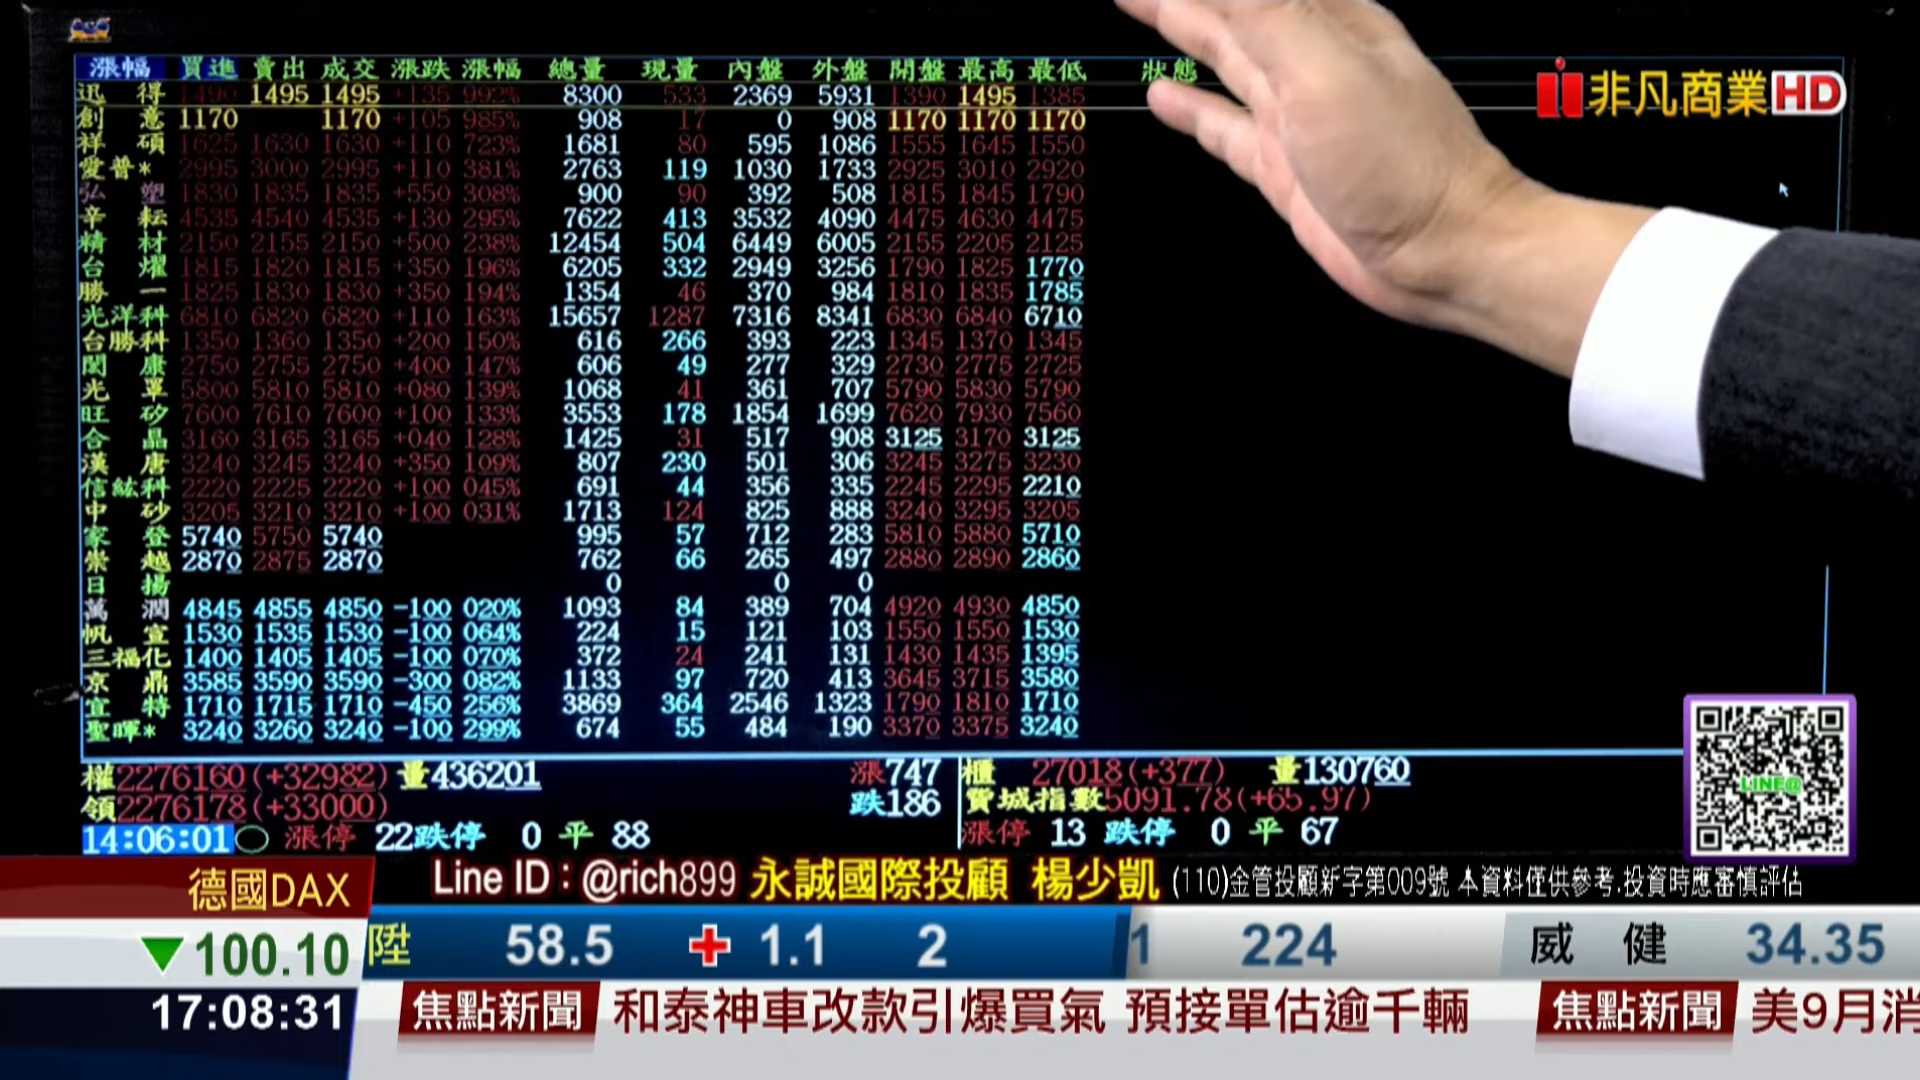 漲幅 買進 賣出 成交 漲跌 漲幅 總量 現量 內盤 外盤 開盤 最高 最低 狀態
非凡商業HD
迅得 1490 1495 1495 +135 992% 8300 533 2369 5931 1390 1495 1385
創意 1170 1170 +105 985% 908 17 0 908 1170 1170 1170
祥碩 1625 1630 1630 +110 723% 1681 80 595 1086 1555 1645 1550
愛普* 2995 3000 2995 +110 381% 2763 119 1030 1733 2925 3010 2920
弘塑 1830 1835 1835 +550 308% 900 90 392 508 1815 1845 1790
辛耘 4535 4540 4535 +130 295% 7622 413 3532 4090 4475 4630 4475
精材 2150 2155 2150 +500 238% 12454 504 6449 6005 2155 2205 2125
台燿 1815 1820 1815 +350 196% 6205 332 2949 3256 1790 1825 1770
勝一 1825 1830 1830 +350 194% 1354 46 370 984 1810 1835 1785
光洋科 6810 6820 6820 +110 163% 15657 1287 7316 8341 6830 6840 6710
台勝科 1350 1360 1350 +200 150% 616 266 393 223 1345 1370 1345
閎康 2750 2755 2750 +400 147% 606 49 277 329 2730 2775 2725
光罩 5800 5810 5810 +080 139% 1068 41 361 707 5790 5830 5790
旺矽 7600 7610 7600 +100 133% 3553 178 1854 1699 7620 7930 7560
合晶 3160 3165 3165 +040 128% 1425 31 517 908 3125 3170 3125
漢唐 3240 3245 3240 +350 109% 807 230 501 306 3245 3275 3230
信紘科 2220 2225 2220 +100 045% 691 44 356 335 2245 2295 2210
中砂 3205 3210 3210 +100 031% 1713 124 825 888 3240 3295 3205
家登 5740 5750 5740 995 57 712 283 5810 5880 5710
崇越 2870 2875 2870 762 66 265 497 2880 2890 2860
日揚 0 0 0
萬潤 4845 4855 4850 -100 020% 1093 84 389 704 4920 4930 4850
帆宣 1530 1535 1530 -100 064% 224 15 121 103 1550 1550 1530
三福化 1400 1405 1405 -100 070% 372 24 241 131 1430 1435 1395
京鼎 3585 3590 3590 -300 082% 1133 97 720 413 3645 3715 3580
宜特 1710 1715 1710 -450 256% 3869 364 2546 1323 1790 1810 1710
聖暉* 3240 3260 3240 -100 299% 674 55 484 190 3370 3375 3240
權2276160(+32982) 量436201 漲747 櫃 27018(+377) 量130760
領2276178(+33000) 跌186 費城指數5091.78(+65.97)
14:06:01 漲停 22跌停 0 平 88 漲停 13 跌停 0 平 67
LINE@
德國DAX
Line ID：@rich899 永誠國際投顧 楊少凱 (110)金管投顧新字第009號 本資料僅供參考.投資時應審慎評估
▼100.10
陞 58.5 1.1 2 1 224 威健 34.35
17:08:31
焦點新聞 和泰神車改款引爆買氣 預接單估逾千輛 焦點新聞 美9月消